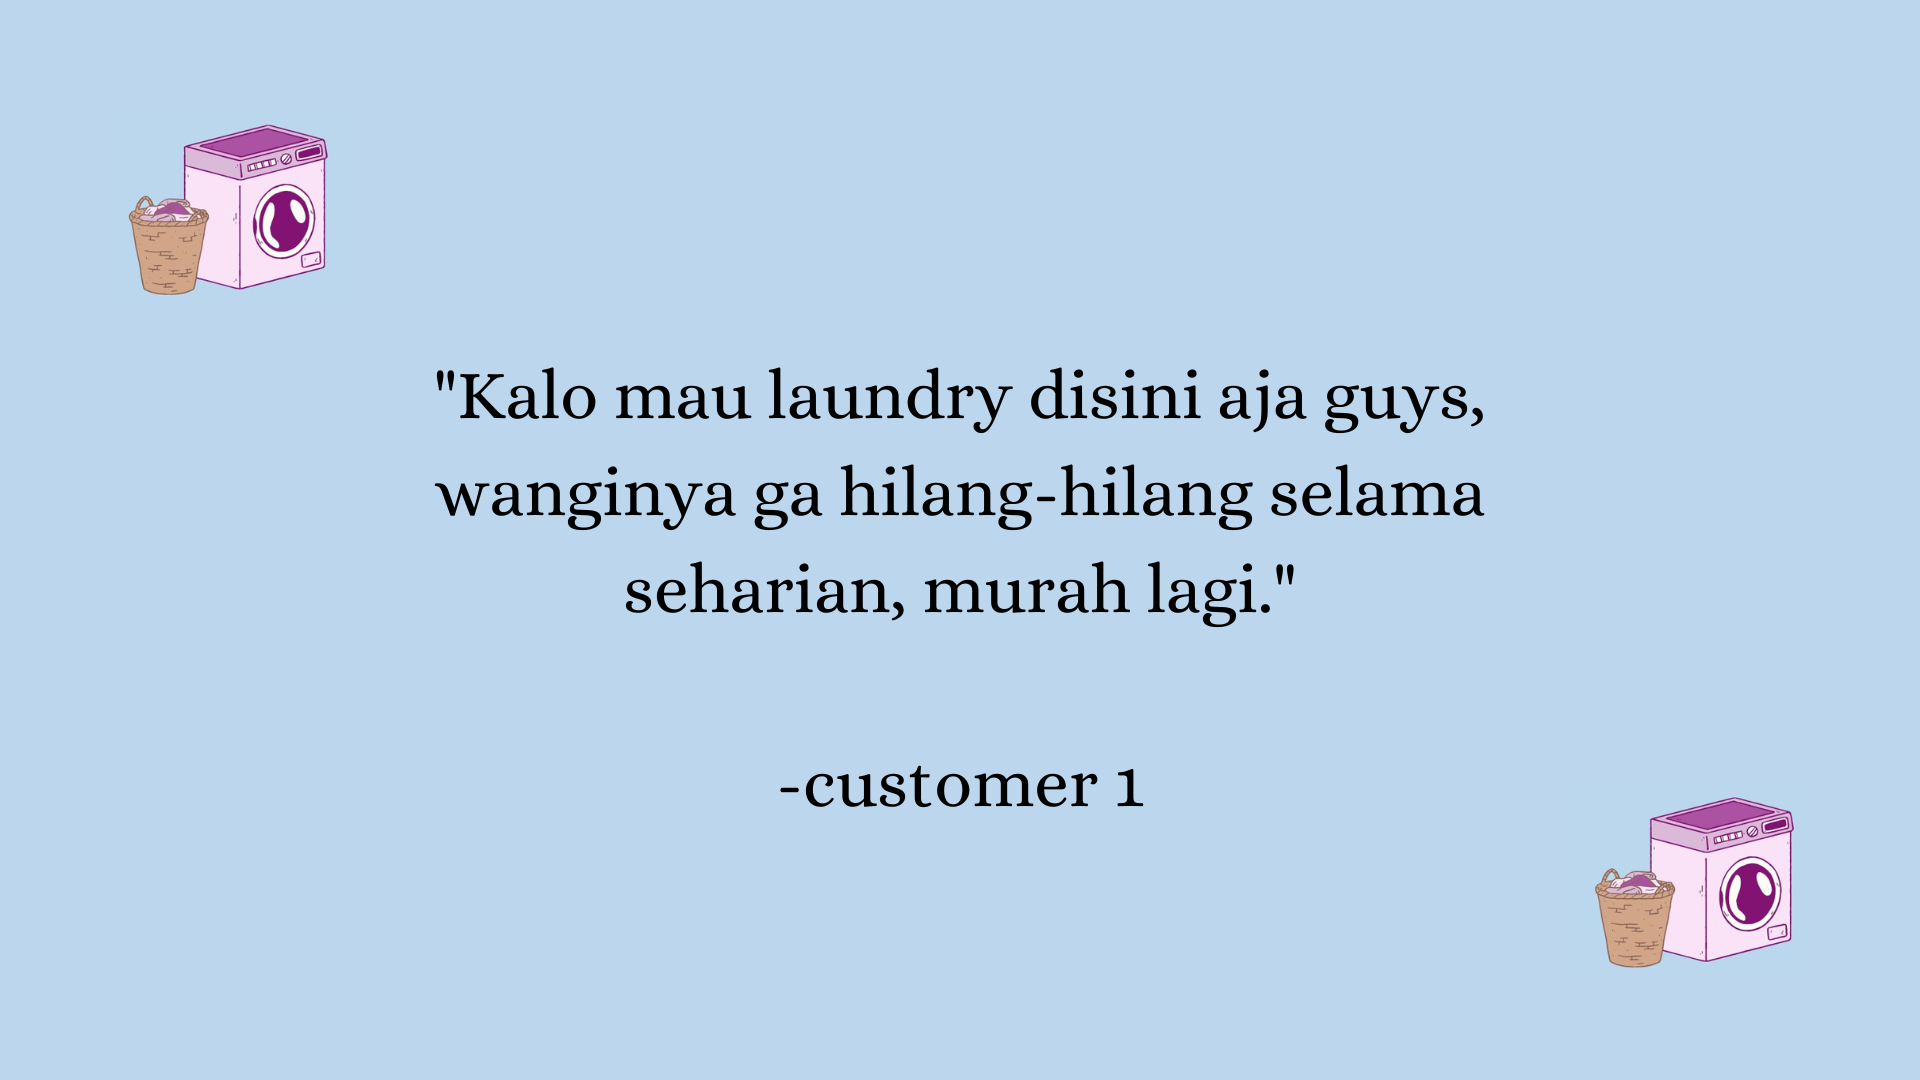 "Kalo mau laundry disini aja guys,
wanginya ga hilang-hilang selama
seharian, murah lagi."
-customer 1